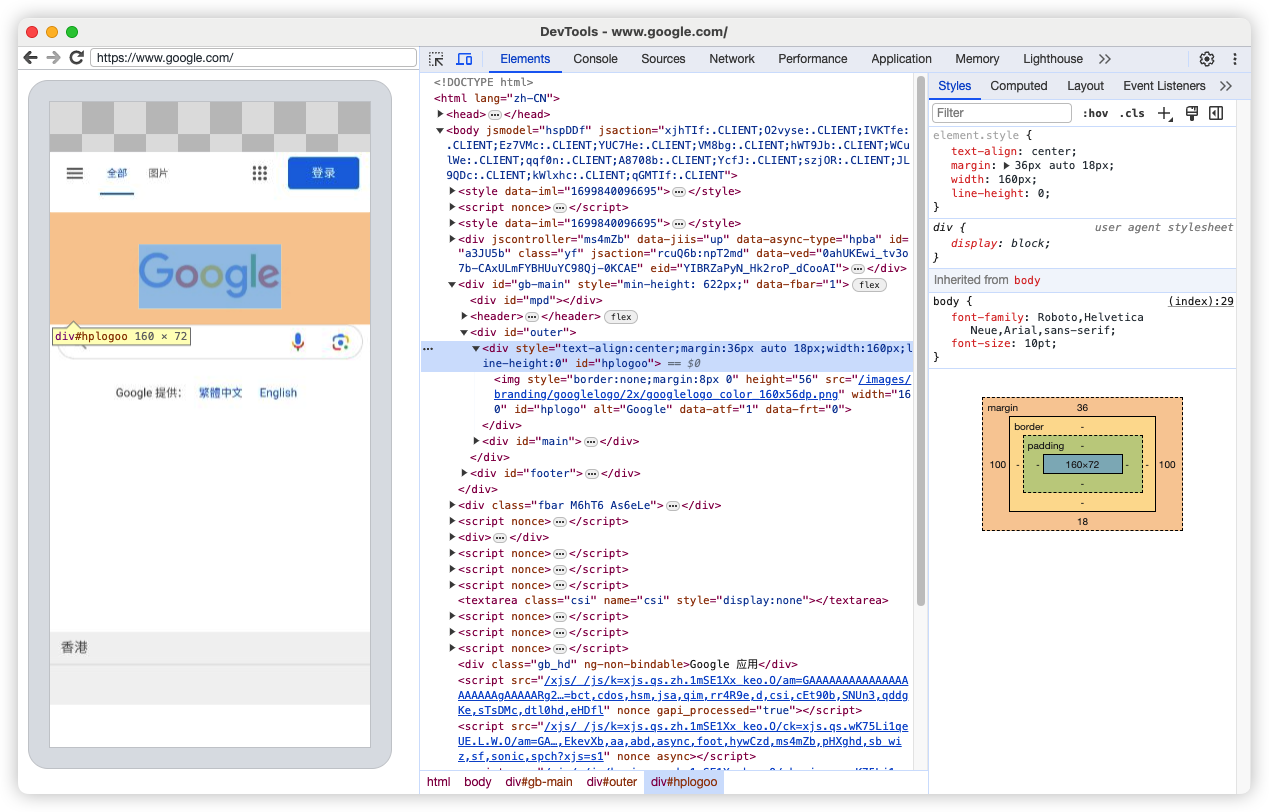 DevTools - www.google.com/
https://www.google.com/
Elements Console Sources Network Performance Application Memory Lighthouse
全部 图片 登录
Google
div#hplogoo 160 × 72
Google 提供: 繁體中文 English
香港
<!DOCTYPE html>
<html lang="zh-CN">
<head> </head>
<body jsmodel="hspDDf" jsaction="xjhTIf:.CLIENT;O2vyse:.CLIENT;IVKTfe:
.CLIENT;Ez7VMc:.CLIENT;YUC7He:.CLIENT;VM8bg:.CLIENT;hWT9Jb:.CLIENT;WCu
lWe:.CLIENT;qqf0n:.CLIENT;A8708b:.CLIENT;YcfJ:.CLIENT;szjOR:.CLIENT;JL
9QDc:.CLIENT;kWlxhc:.CLIENT;qGMTIf:.CLIENT">
<style data-iml="1699840096695"> </style>
<script nonce> </script>
<style data-iml="1699840096695"> </style>
<div jscontroller="ms4mZb" data-jiis="up" data-async-type="hpba" id=
"a3JU5b" class="yf" jsaction="rcuQ6b:npT2md" data-ved="0ahUKEwi_tv3o
7b-CAxULmFYBHUuYC98Qj-0KCAE" eid="YIBRZaPyN_Hk2roP_dCooAI"> </div>
<div id="gb-main" style="min-height: 622px;" data-fbar="1"> flex
<div id="mpd"></div>
<header> </header> flex
<div id="outer">
<div style="text-align:center;margin:36px auto 18px;width:160px;l
ine-height:0" id="hplogoo"> == $0
<img style="border:none;margin:8px 0" height="56" src="/images/
branding/googlelogo/2x/googlelogo_color_160x56dp.png" width="16
0" id="hplogo" alt="Google" data-atf="1" data-frt="0">
</div>
<div id="main"> </div>
</div>
<div id="footer"> </div>
</div>
<div class="fbar M6hT6 As6eLe"> </div>
<script nonce> </script>
<div> </div>
<script nonce> </script>
<script nonce> </script>
<script nonce> </script>
<textarea class="csi" name="csi" style="display:none"></textarea>
<script nonce> </script>
<script nonce> </script>
<script nonce> </script>
<div class="gb_hd" ng-non-bindable>Google 应用</div>
<script src="/xjs/_/js/k=xjs.qs.zh.1mSE1Xx_keo.O/am=GAAAAAAAAAAAAAAA
AAAAAAgAAAAARg2…=bct,cdos,hsm,jsa,qim,rr4R9e,d,csi,cEt90b,SNUn3,qddg
Ke,sTsDMc,dtl0hd,eHDfl" nonce gapi_processed="true"></script>
<script src="/xjs/_/js/k=xjs.qs.zh.1mSE1Xx_keo.O/ck=xjs.qs.wK75Li1qe
UE.L.W.O/am=GA…,EkevXb,aa,abd,async,foot,hywCzd,ms4mZb,pHXghd,sb_wi
z,sf,sonic,spch?xjs=s1" nonce async></script>
html body div#gb-main div#outer div#hplogoo
Styles Computed Layout Event Listeners
Filter :hov .cls
element.style {
text-align: center;
margin: 36px auto 18px;
width: 160px;
line-height: 0;
}
div { user agent stylesheet
display: block;
}
Inherited from body
body { (index):29
font-family: Roboto,Helvetica
Neue,Arial,sans-serif;
font-size: 10pt;
}
margin 36
border -
padding -
100 - - 160×72 - - 100
-
-
18